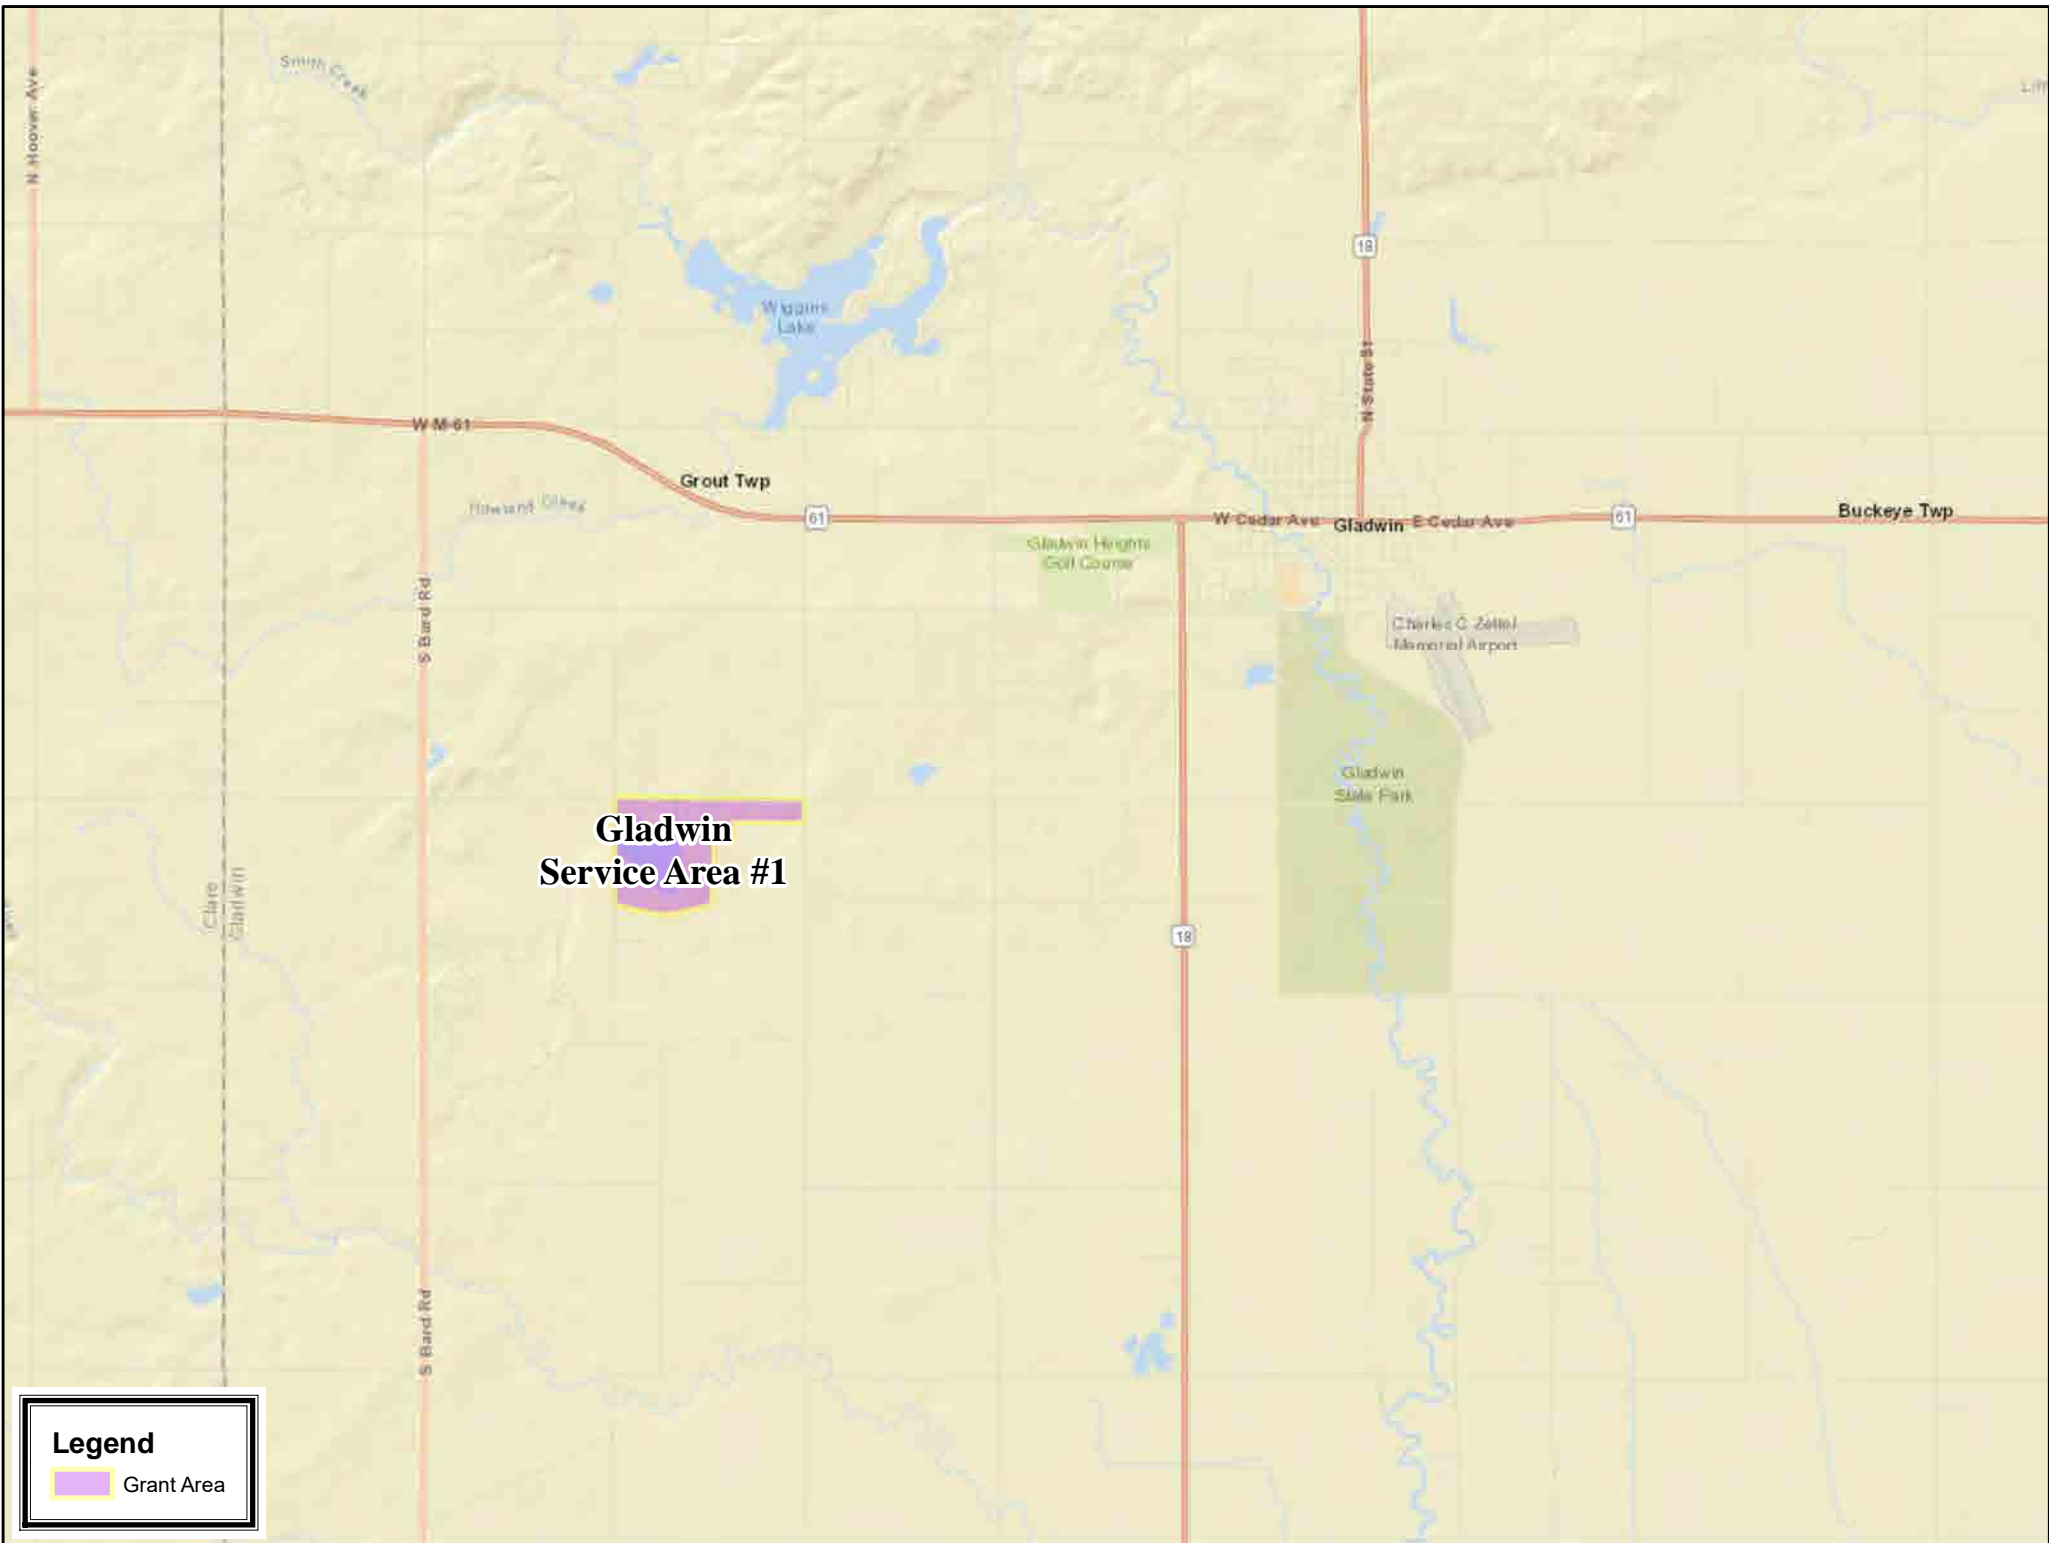 Smith Creek
N Hoover Ave
18
Wiggins
Lake
N State St
W M-61
Grout Twp
Howland Creek
61
W Cedar Ave
Gladwin
E Cedar Ave
61
Buckeye Twp
Gladwin Heights
Golf Course
S Bard Rd
Charles C Zettel
Memorial Airport
Gladwin
State Park
Gladwin
Service Area #1
Clare
Gladwin
18
S Bard Rd
Legend
Grant Area